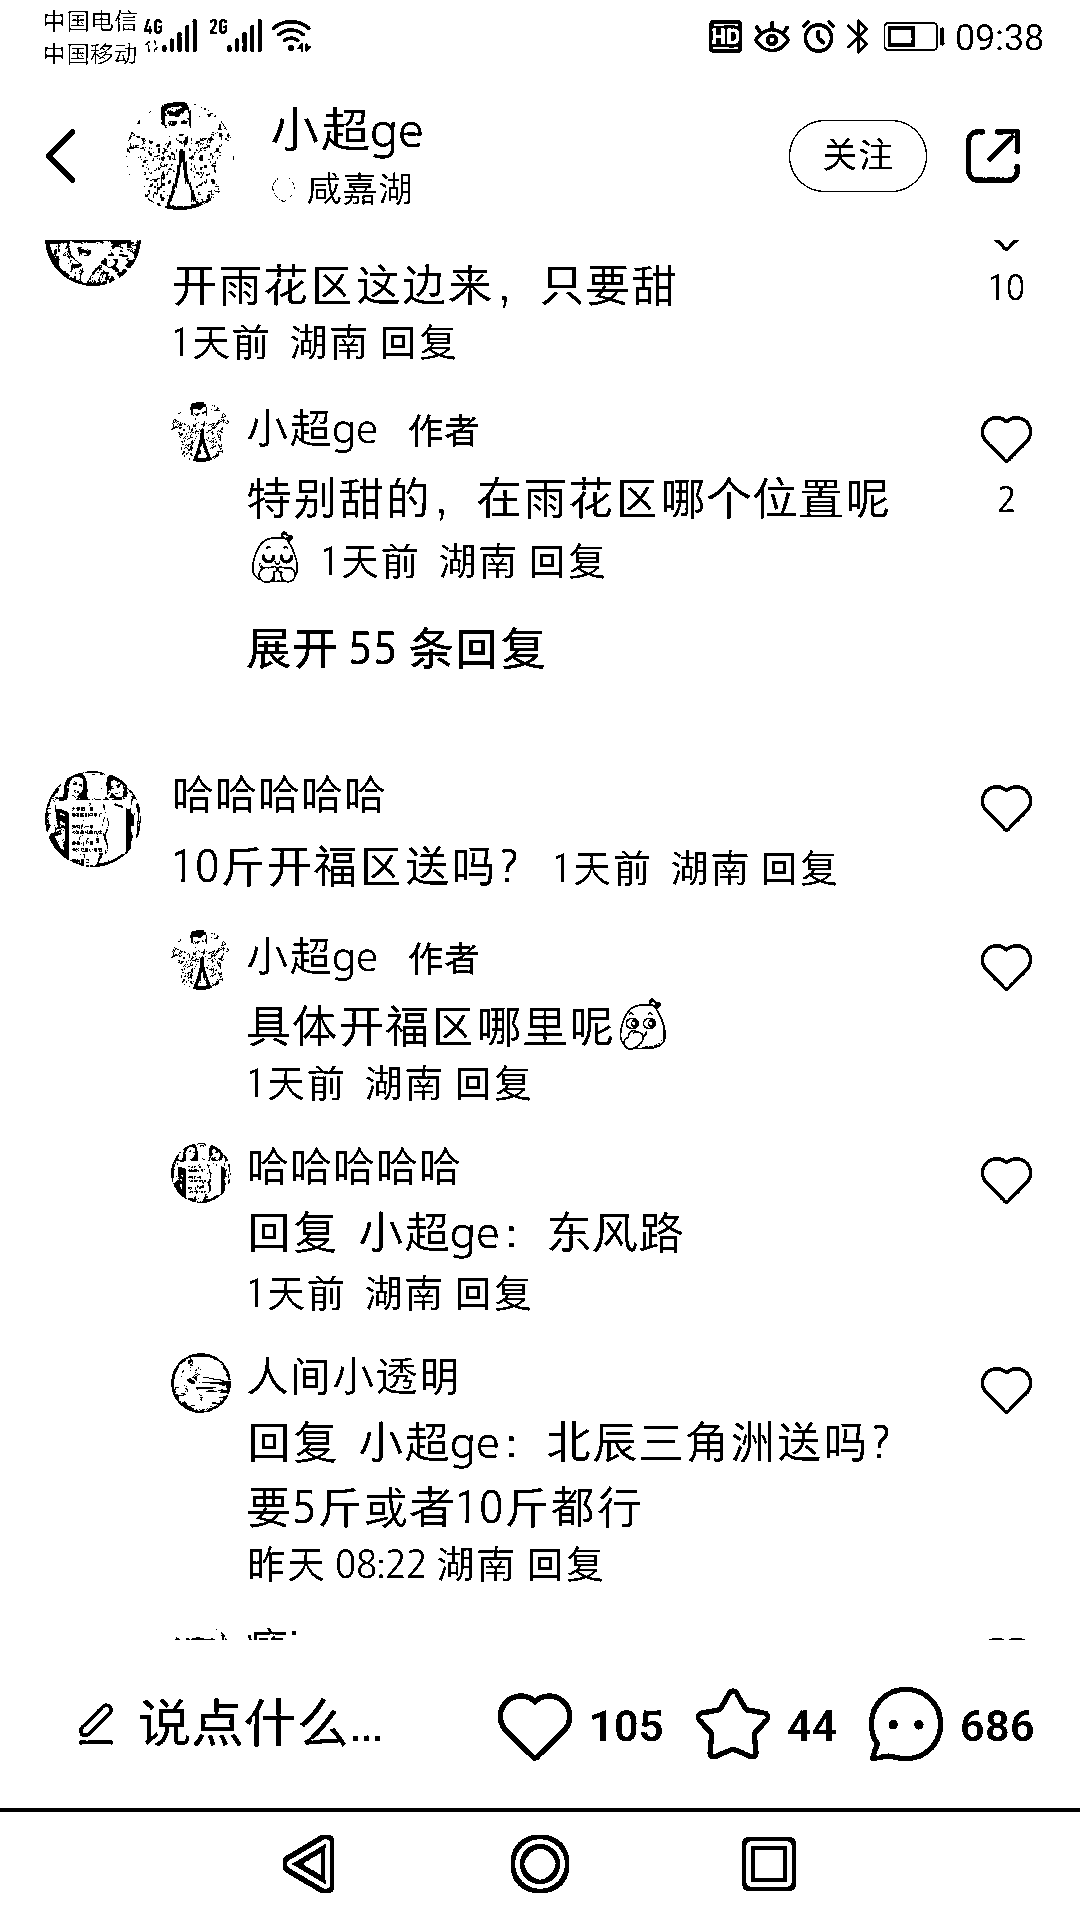 中国电信 4G 2G HD 09:38
中国移动
小超ge
咸嘉湖
关注
开雨花区这边来，只要甜
10
1天前 湖南 回复
小超ge 作者
特别甜的，在雨花区哪个位置呢
2
1天前 湖南 回复
展开 55 条回复
哈哈哈哈哈
10斤开福区送吗？ 1天前 湖南 回复
小超ge 作者
具体开福区哪里呢
1天前 湖南 回复
哈哈哈哈哈
回复 小超ge：东风路
1天前 湖南 回复
人间小透明
回复 小超ge：北辰三角洲送吗？
要5斤或者10斤都行
昨天 08:22 湖南 回复
说点什么... 105 44 686